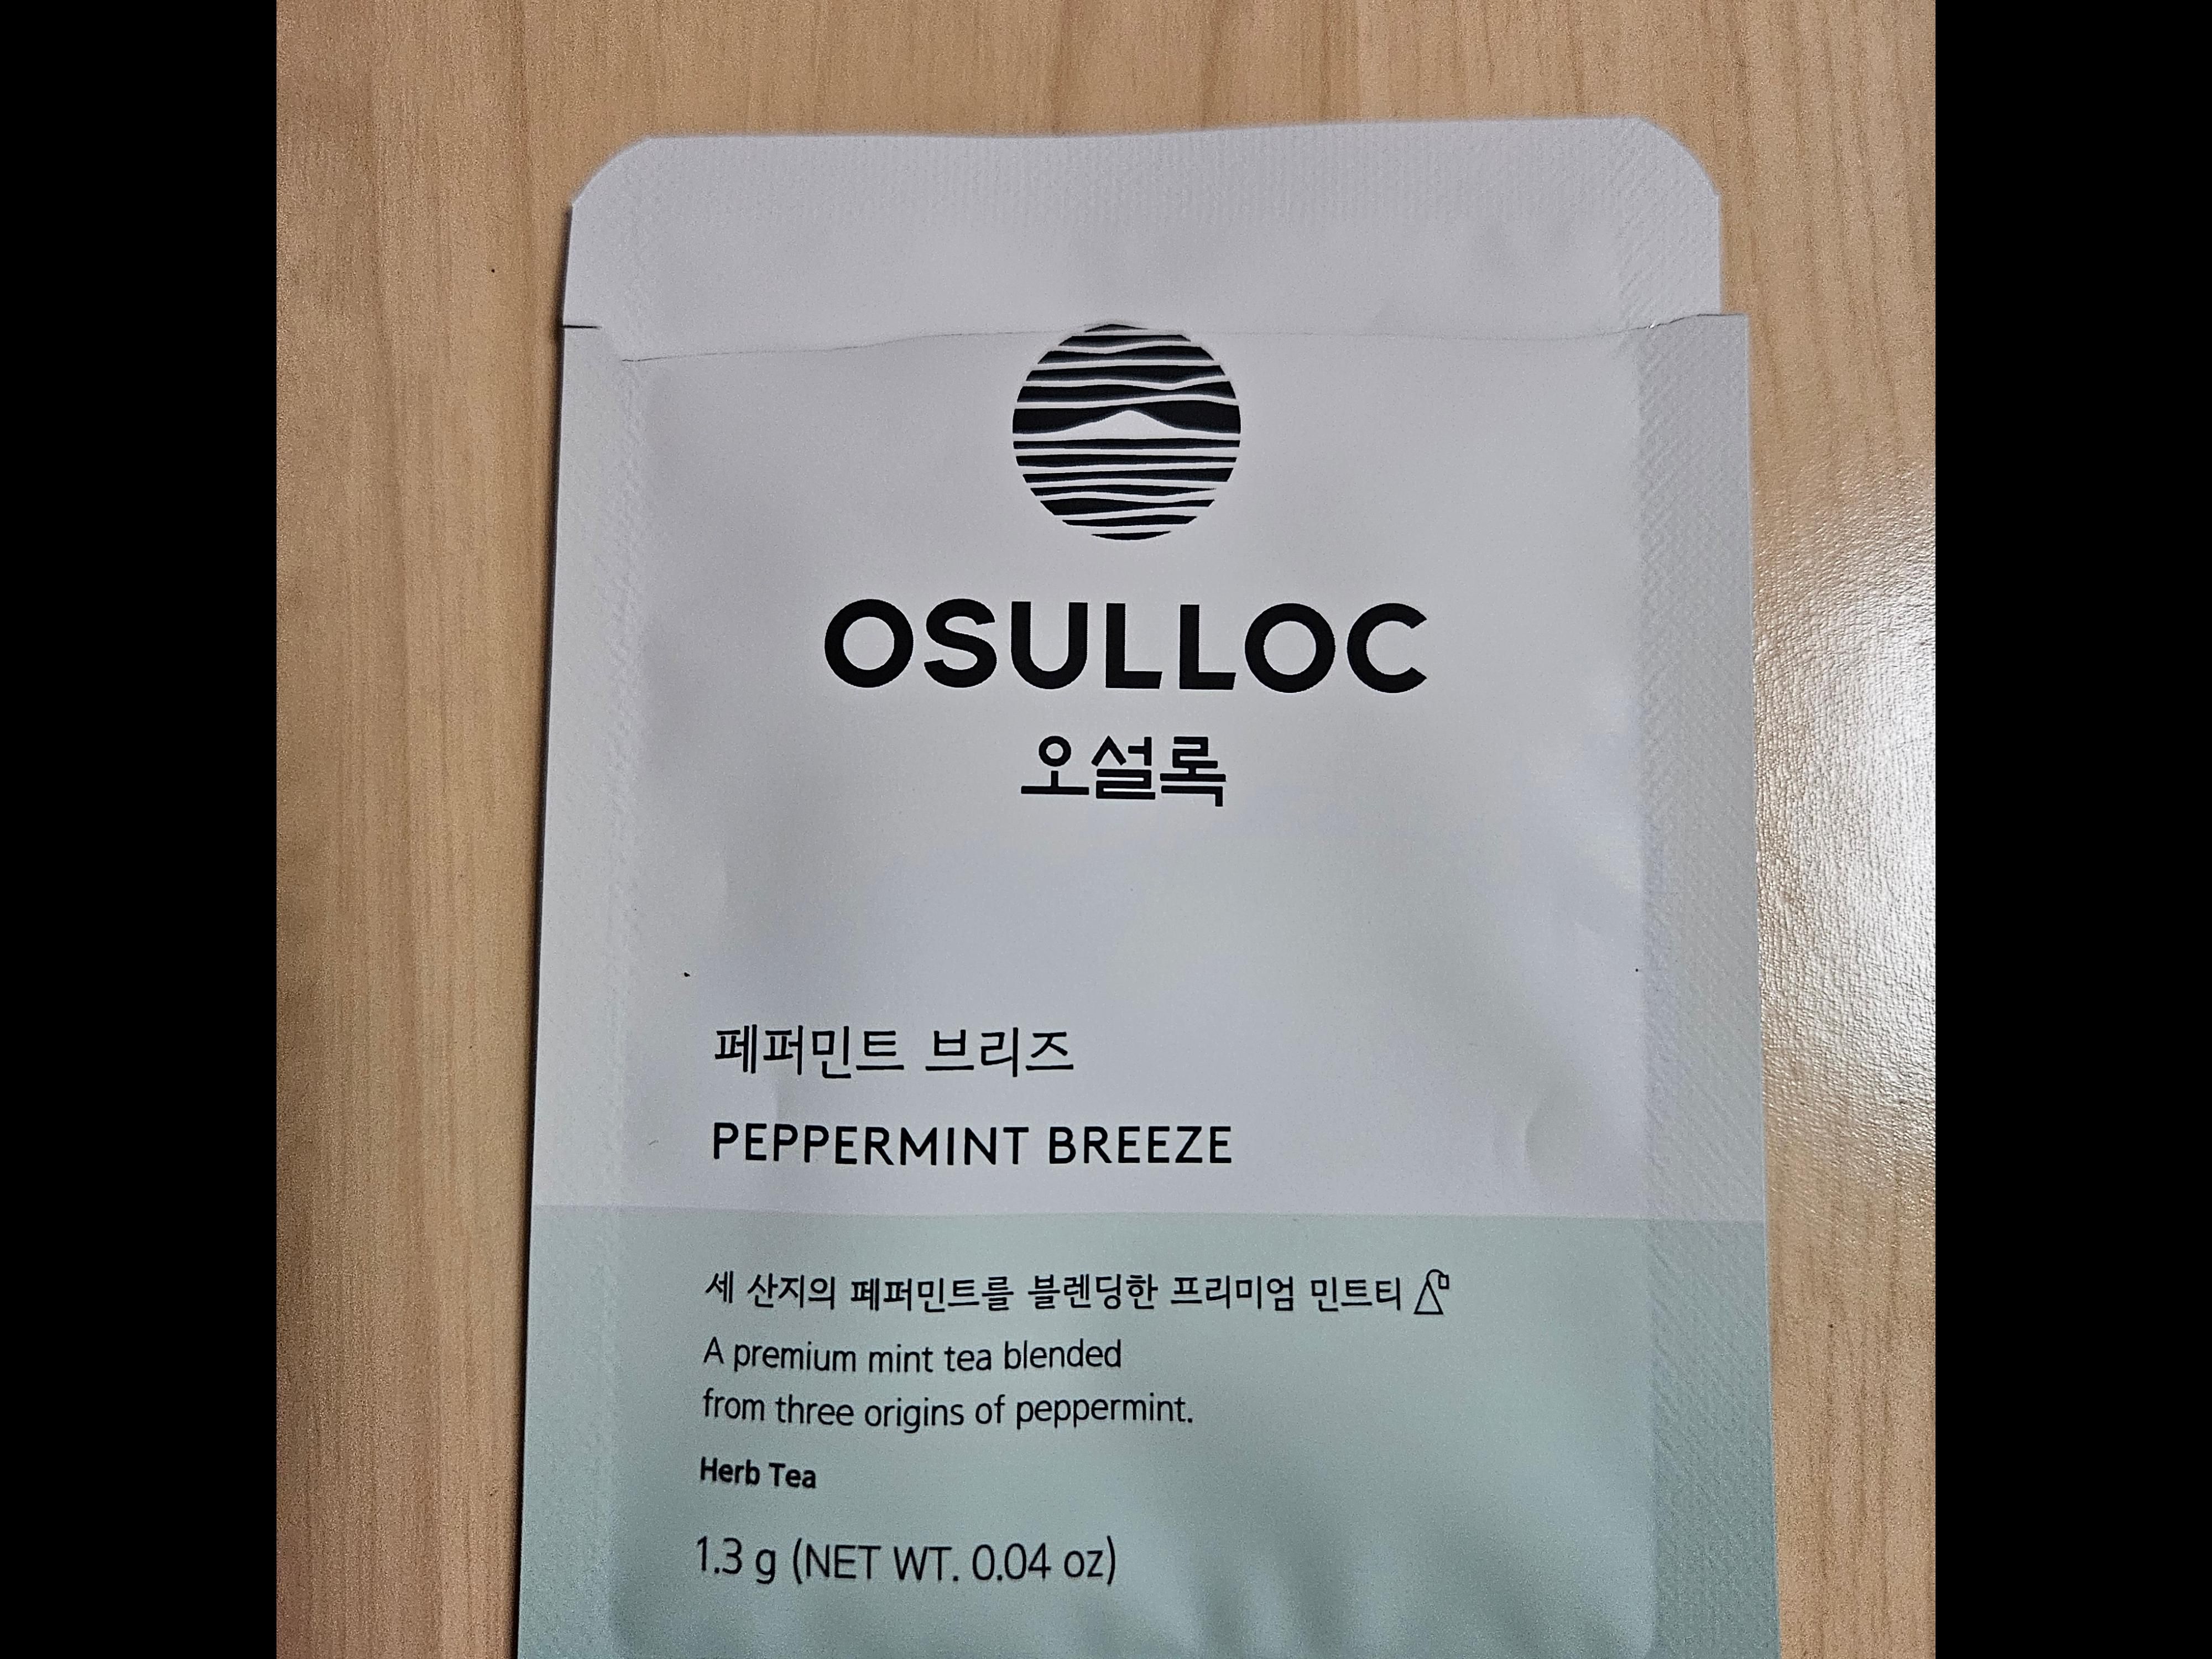 OSULLOC
오설록
페퍼민트 브리즈
PEPPERMINT BREEZE
세 산지의 페퍼민트를 블렌딩한 프리미엄 민트티
A premium mint tea blended
from three origins of peppermint.
Herb Tea
1.3 g (NET WT. 0.04 oz)